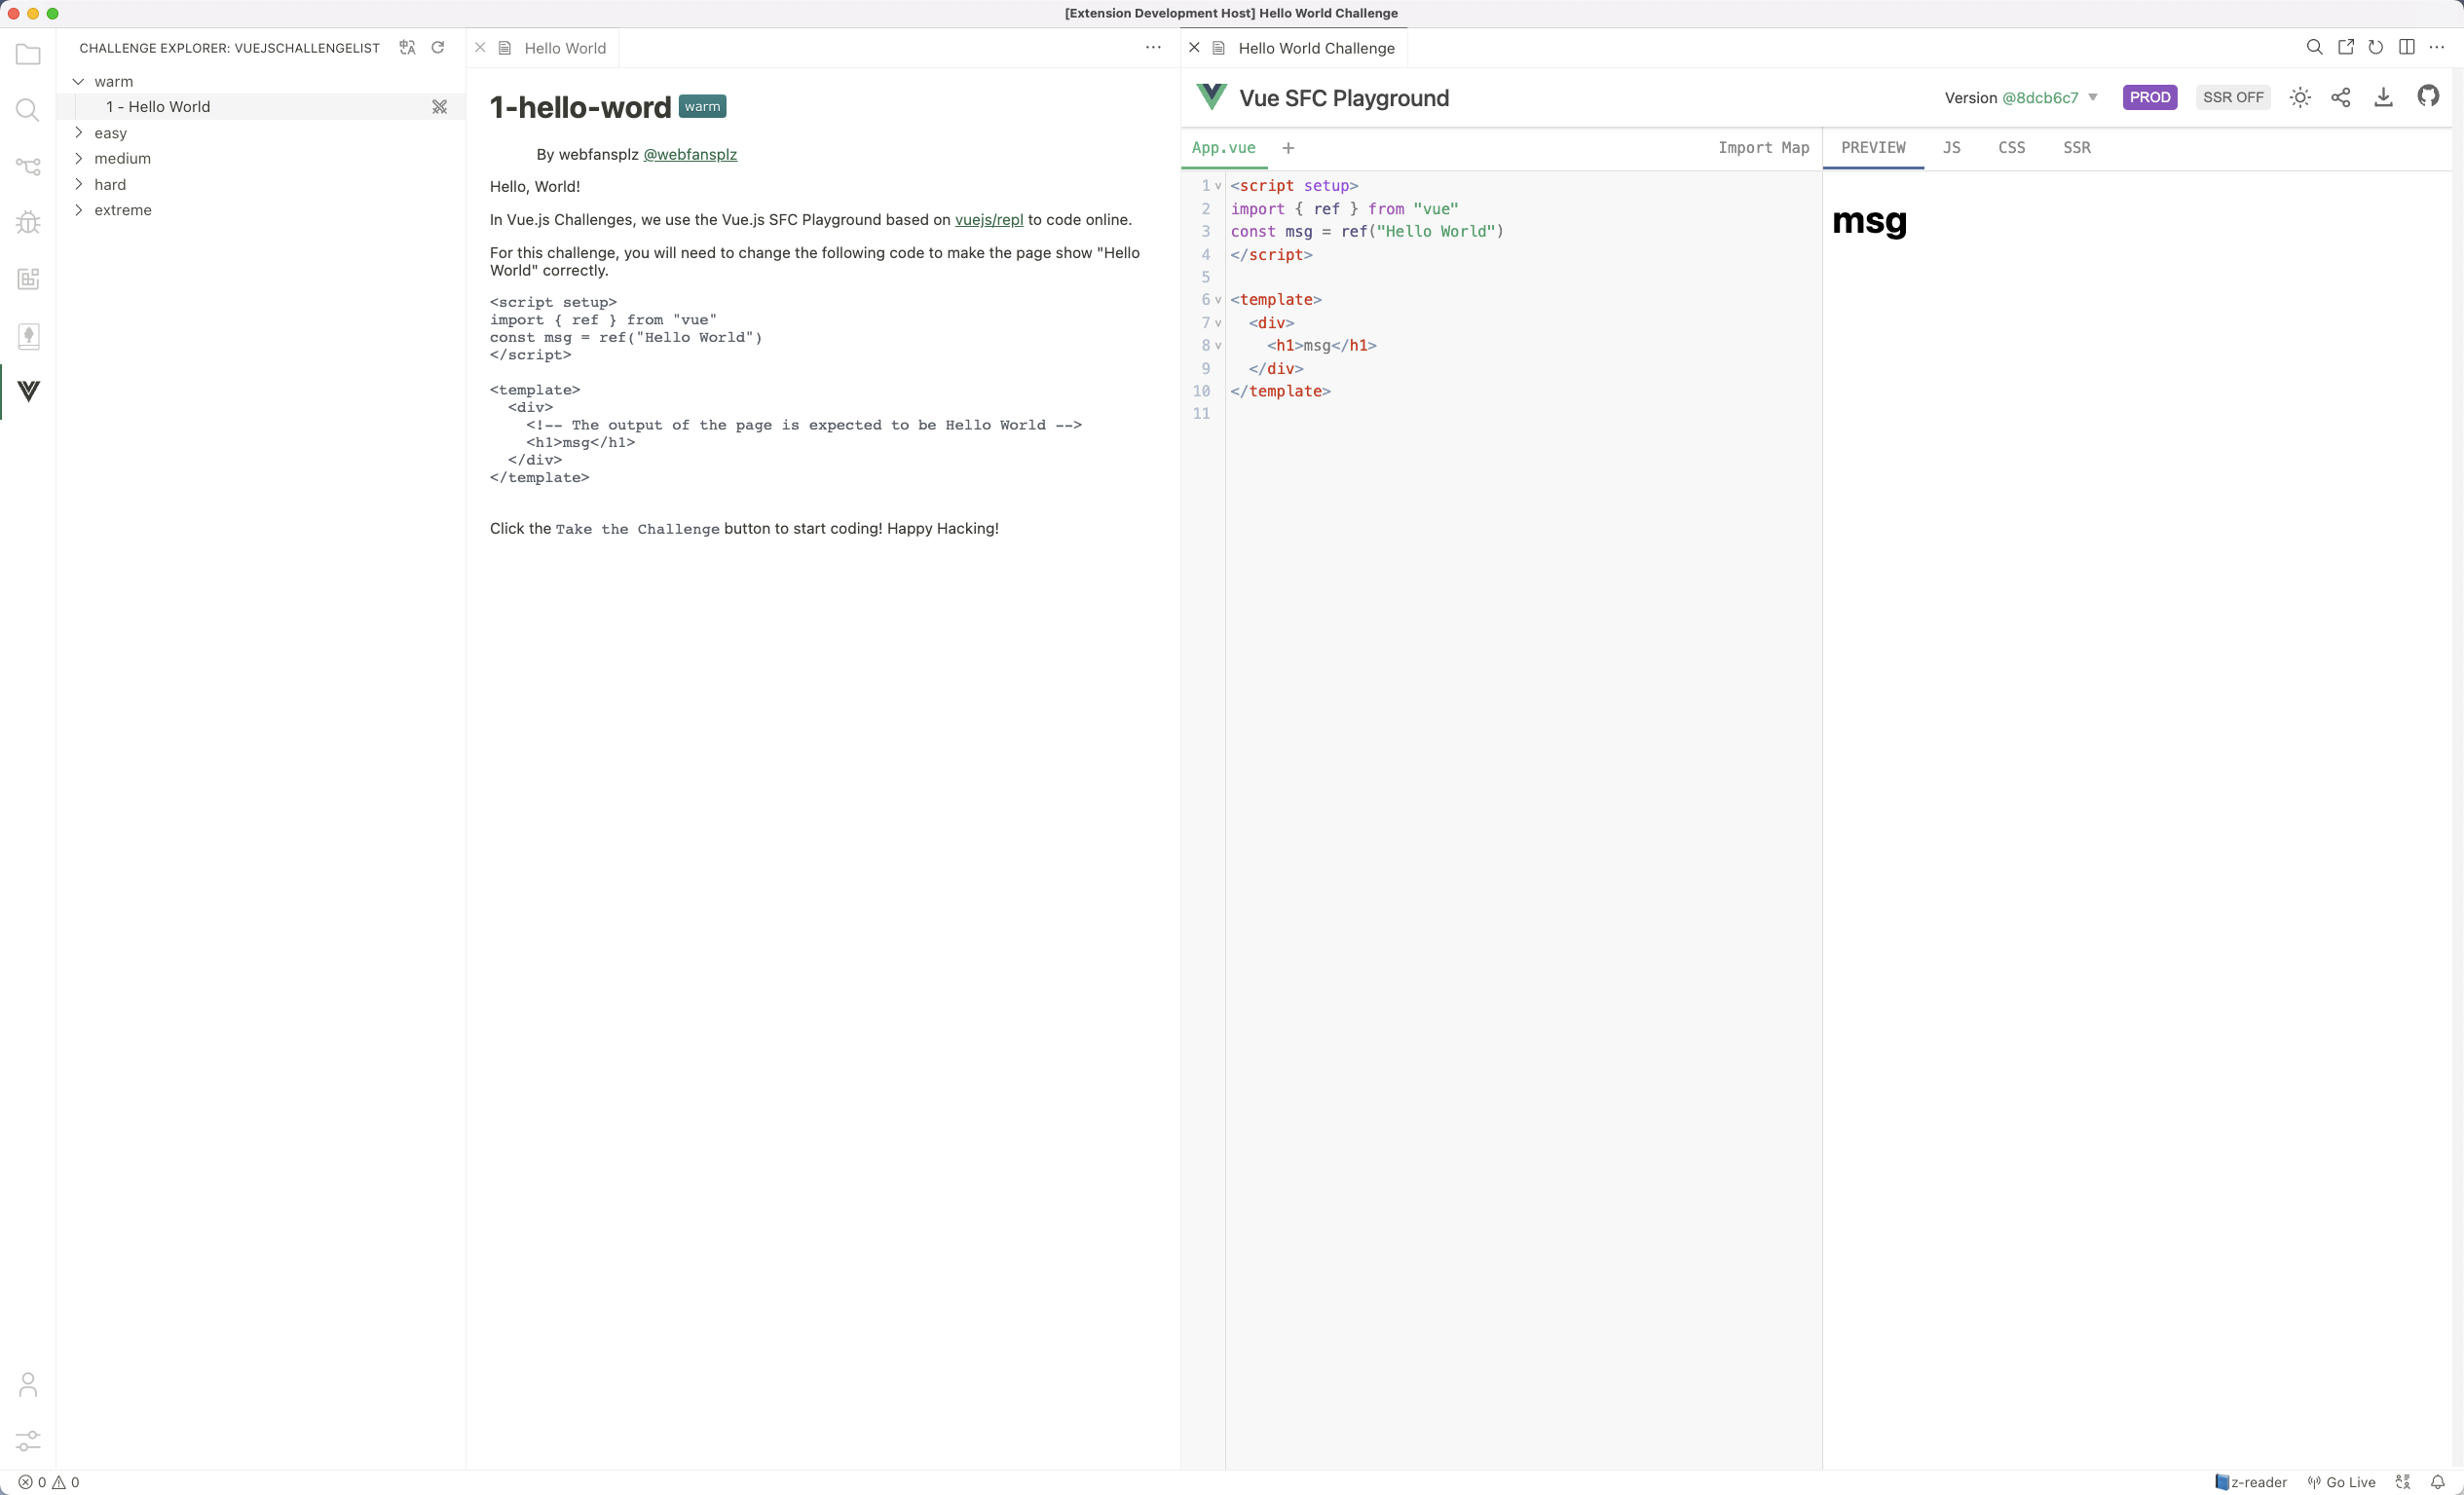 [Extension Development Host] Hello World Challenge
CHALLENGE EXPLORER: VUEJSCHALLENGELIST
warm
1 - Hello World
easy
medium
hard
extreme
Hello World
1-hello-word warm
By webfansplz @webfansplz
Hello, World!
In Vue.js Challenges, we use the Vue.js SFC Playground based on vuejs/repl to code online.
For this challenge, you will need to change the following code to make the page show "Hello
World" correctly.
<script setup>
import { ref } from "vue"
const msg = ref("Hello World")
</script>
<template>
  <div>
    <!-- The output of the page is expected to be Hello World -->
    <h1>msg</h1>
  </div>
</template>
Click the Take the Challenge button to start coding! Happy Hacking!
Hello World Challenge
Vue SFC Playground
Version @8dcb6c7
PROD
SSR OFF
App.vue +
Import Map
PREVIEW JS CSS SSR
1 <script setup>
2 import { ref } from "vue"
3 const msg = ref("Hello World")
4 </script>
5
6 <template>
7   <div>
8     <h1>msg</h1>
9   </div>
10 </template>
11
msg
0 0
z-reader
Go Live